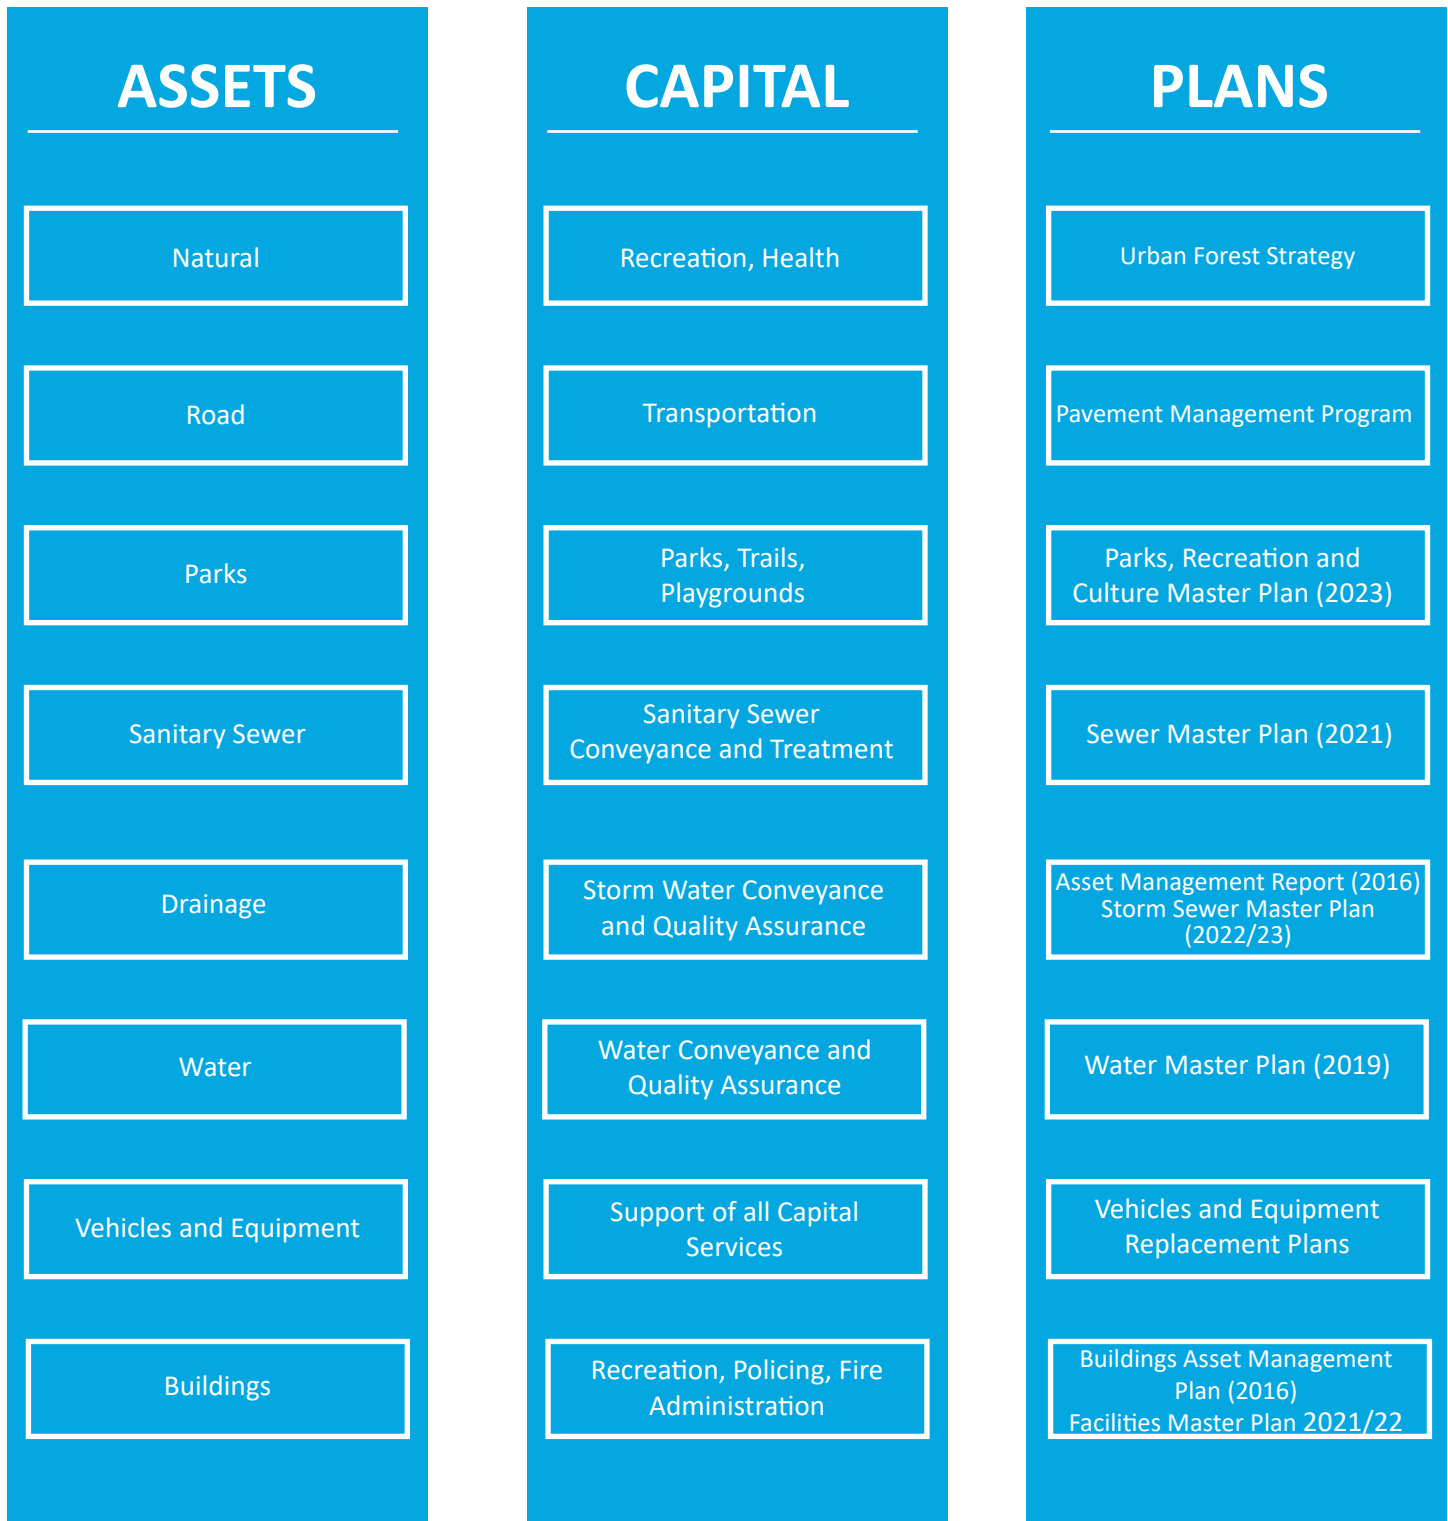 ASSETS
Natural
Road
Parks
Sanitary Sewer
Drainage
Water
Vehicles and Equipment
Buildings
CAPITAL
Recreation, Health
Transportation
Parks, Trails,
Playgrounds
Sanitary Sewer
Conveyance and Treatment
Storm Water Conveyance
and Quality Assurance
Water Conveyance and
Quality Assurance
Support of all Capital
Services
Recreation, Policing, Fire
Administration
PLANS
Urban Forest Strategy
Pavement Management Program
Parks, Recreation and
Culture Master Plan (2023)
Sewer Master Plan (2021)
Asset Management Report (2016)
Storm Sewer Master Plan
(2022/23)
Water Master Plan (2019)
Vehicles and Equipment
Replacement Plans
Buildings Asset Management
Plan (2016)
Facilities Master Plan 2021/22